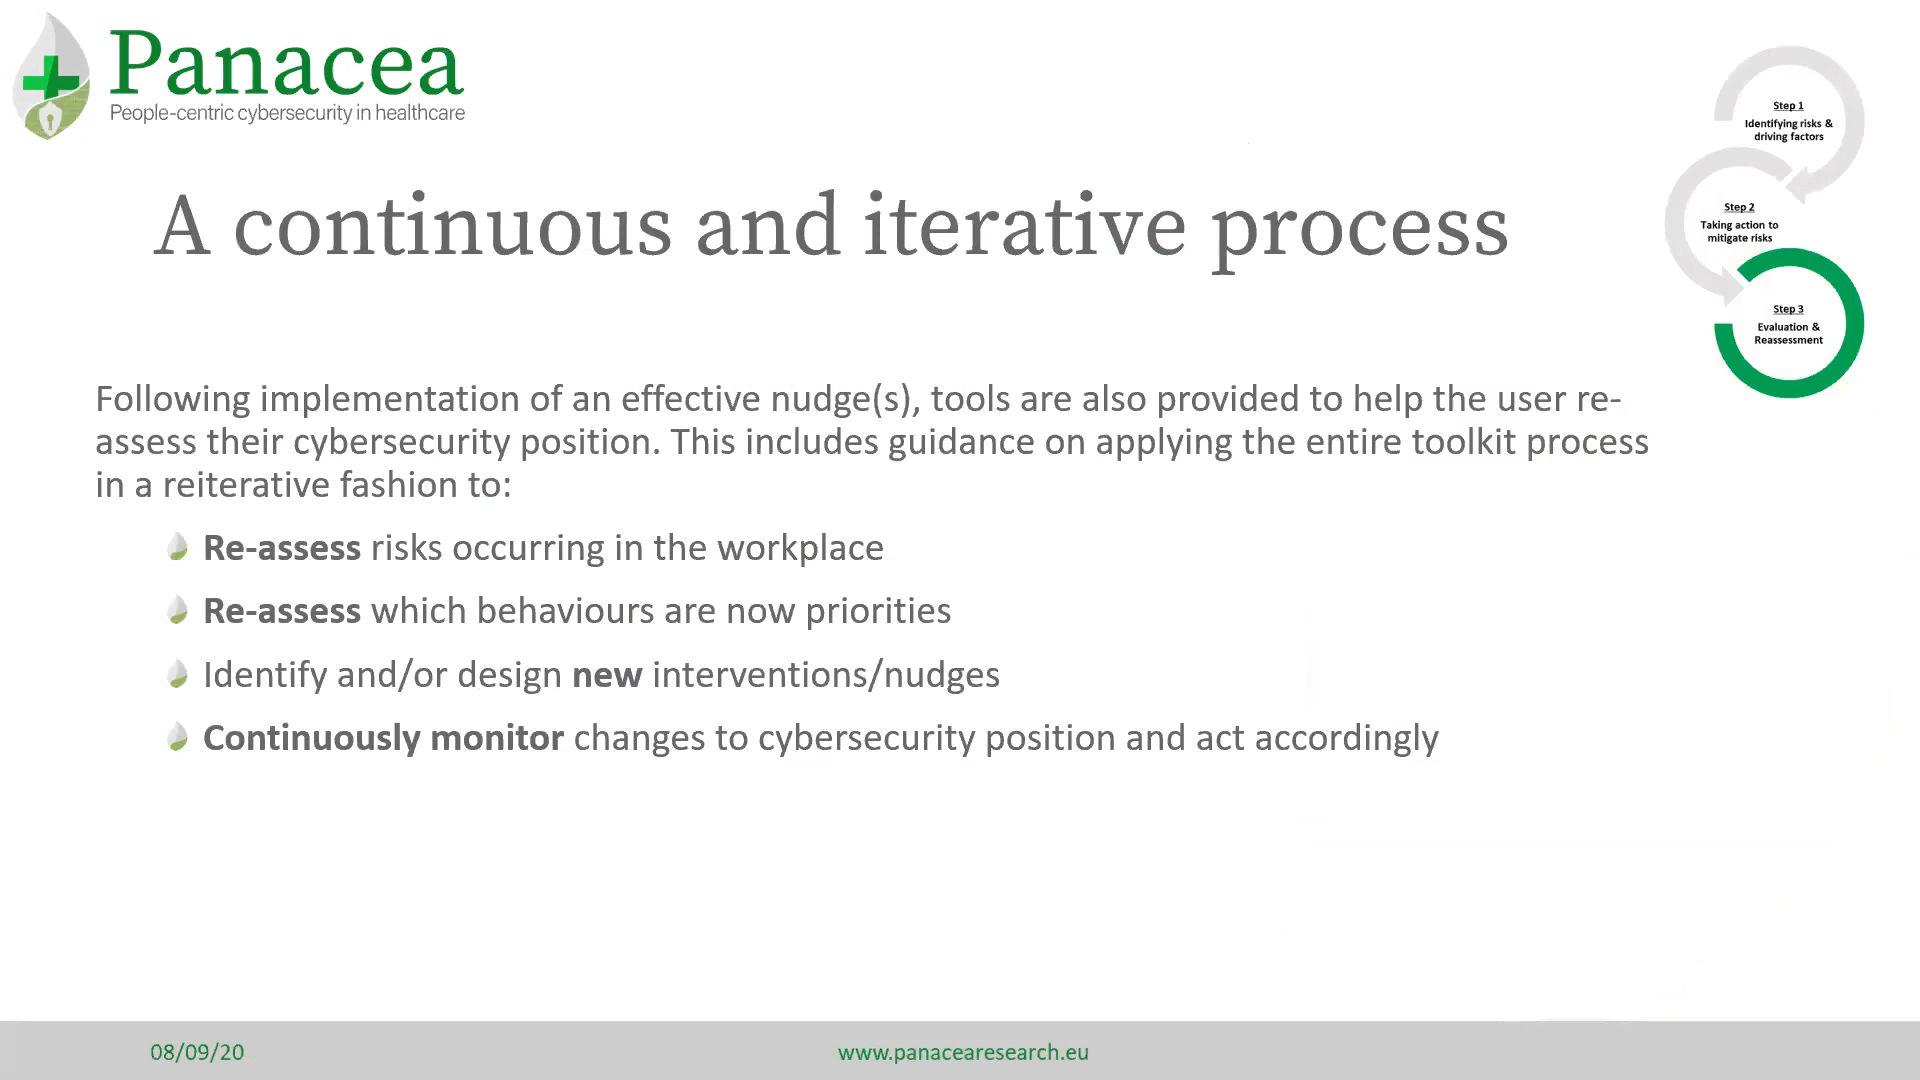 Panacea
People-centric cybersecurity in healthcare
Step 1
Identifying risks &
driving factors
Step 2
Taking action to
mitigate risks
Step 3
Evaluation &
Reassessment
A continuous and iterative process
Following implementation of an effective nudge(s), tools are also provided to help the user re-
assess their cybersecurity position. This includes guidance on applying the entire toolkit process
in a reiterative fashion to:
Re-assess risks occurring in the workplace
Re-assess which behaviours are now priorities
Identify and/or design new interventions/nudges
Continuously monitor changes to cybersecurity position and act accordingly
08/09/20
www.panacearesearch.eu